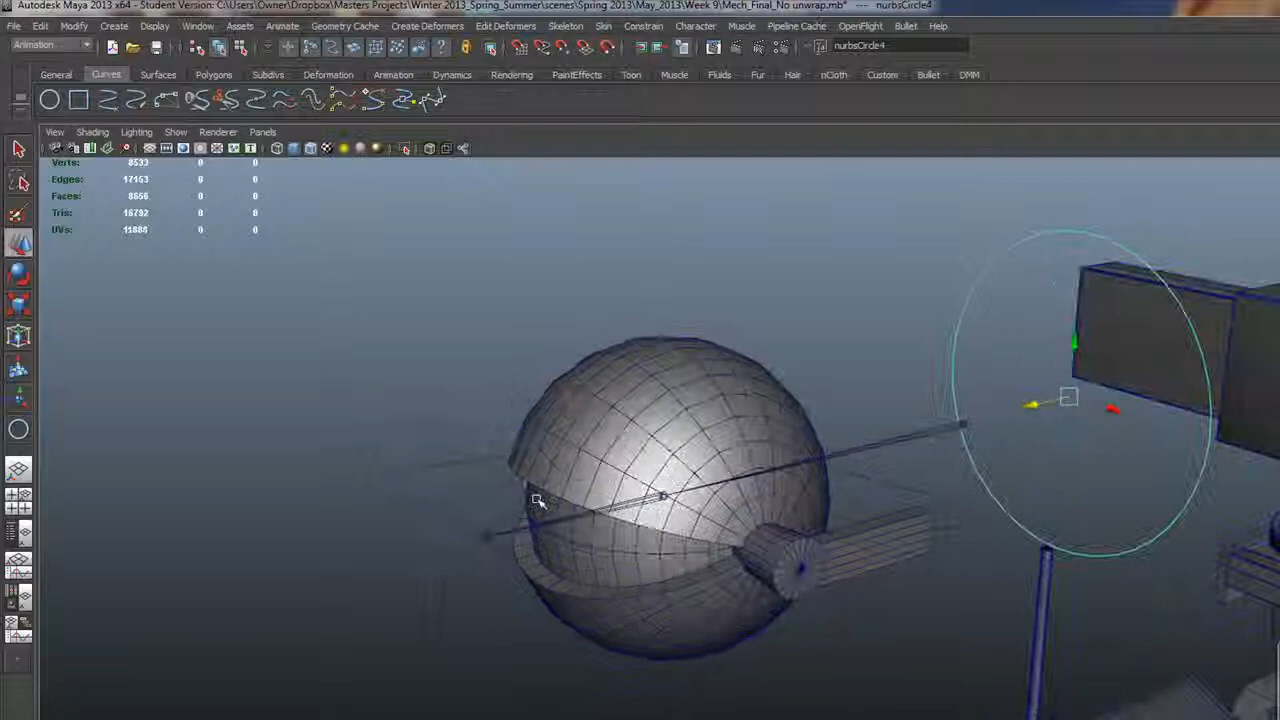 Autodesk Maya 2013 x64 - Student Version: C:\Users\Owner\Dropbox\Masters Projects\Winter 2013_Spring_Summer\scenes\Spring 2013\May_2013\Week 9\Mech_Final_No unwrap.mb* --- nurbsCircle4
File Edit Modify Create Display Window Assets Animate Geometry Cache Create Deformers Edit Deformers Skeleton Skin Constrain Character Muscle Pipeline Cache OpenFlight Bullet Help
Animation nurbsCircle4
General Curves Surfaces Polygons Subdivs Deformation Animation Dynamics Rendering PaintEffects Toon Muscle Fluids Fur Hair nCloth Custom Bullet DMM
View Shading Lighting Show Renderer Panels
Verts: 8533 0 0
Edges: 17153 0 0
Faces: 8656 0 0
Tris: 16792 0 0
UVs: 11886 0 0